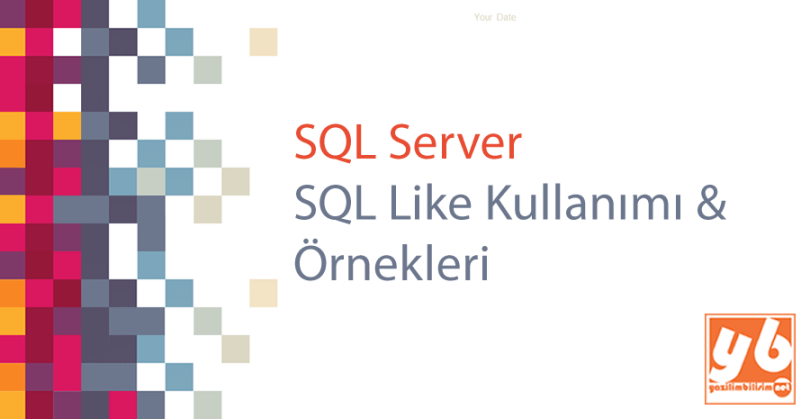 Your Date
SQL Server
SQL Like Kullanımı &
Örnekleri
yb
yazilimbilisim
net